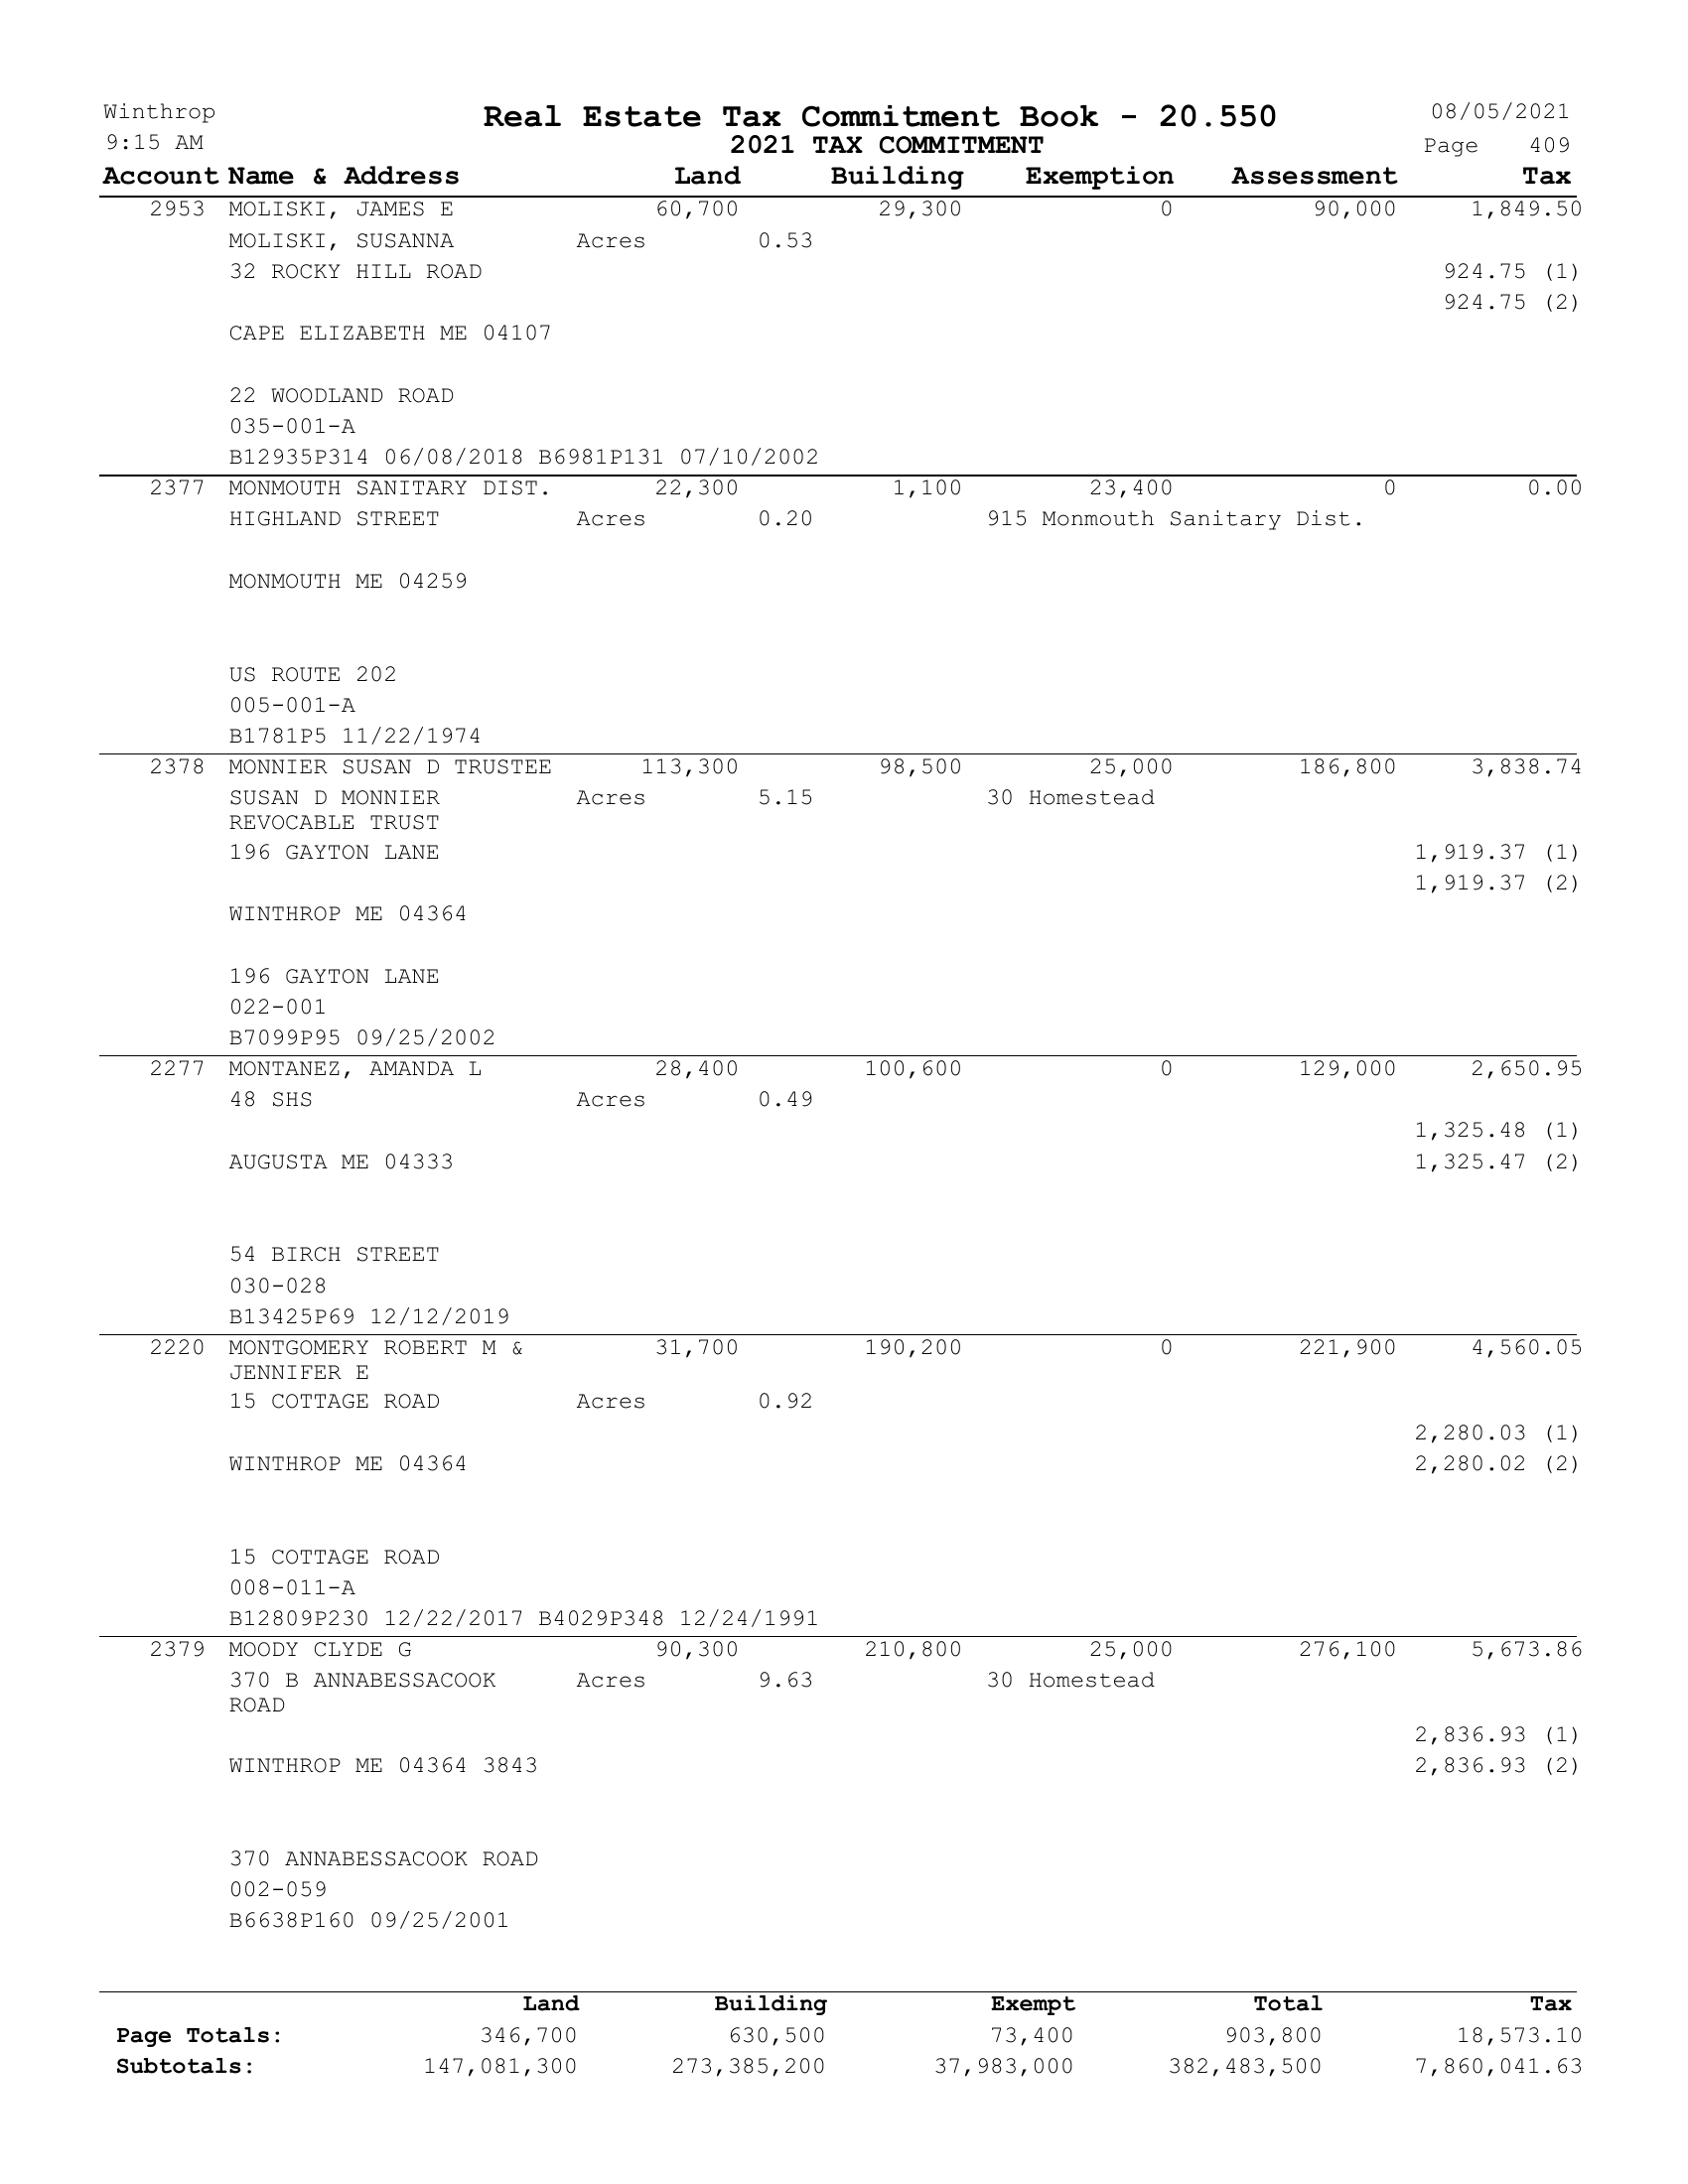 Winthrop Real Estate Tax Commitment Book - 20.550 08/05/2021
9:15 AM 2021 TAX COMMITMENT Page 409
Account Name & Address Land Building Exemption Assessment Tax
2953 MOLISKI, JAMES E 60,700 29,300 0 90,000 1,849.50
MOLISKI, SUSANNA Acres 0.53
32 ROCKY HILL ROAD 924.75 (1)
924.75 (2)
CAPE ELIZABETH ME 04107
22 WOODLAND ROAD
035-001-A
B12935P314 06/08/2018 B6981P131 07/10/2002
2377 MONMOUTH SANITARY DIST. 22,300 1,100 23,400 0 0.00
HIGHLAND STREET Acres 0.20 915 Monmouth Sanitary Dist.
MONMOUTH ME 04259
US ROUTE 202
005-001-A
B1781P5 11/22/1974
2378 MONNIER SUSAN D TRUSTEE 113,300 98,500 25,000 186,800 3,838.74
SUSAN D MONNIER Acres 5.15 30 Homestead
REVOCABLE TRUST
196 GAYTON LANE 1,919.37 (1)
1,919.37 (2)
WINTHROP ME 04364
196 GAYTON LANE
022-001
B7099P95 09/25/2002
2277 MONTANEZ, AMANDA L 28,400 100,600 0 129,000 2,650.95
48 SHS Acres 0.49
1,325.48 (1)
AUGUSTA ME 04333 1,325.47 (2)
54 BIRCH STREET
030-028
B13425P69 12/12/2019
2220 MONTGOMERY ROBERT M & 31,700 190,200 0 221,900 4,560.05
JENNIFER E
15 COTTAGE ROAD Acres 0.92
2,280.03 (1)
WINTHROP ME 04364 2,280.02 (2)
15 COTTAGE ROAD
008-011-A
B12809P230 12/22/2017 B4029P348 12/24/1991
2379 MOODY CLYDE G 90,300 210,800 25,000 276,100 5,673.86
370 B ANNABESSACOOK Acres 9.63 30 Homestead
ROAD
2,836.93 (1)
WINTHROP ME 04364 3843 2,836.93 (2)
370 ANNABESSACOOK ROAD
002-059
B6638P160 09/25/2001
Land Building Exempt Total Tax
Page Totals: 346,700 630,500 73,400 903,800 18,573.10
Subtotals: 147,081,300 273,385,200 37,983,000 382,483,500 7,860,041.63